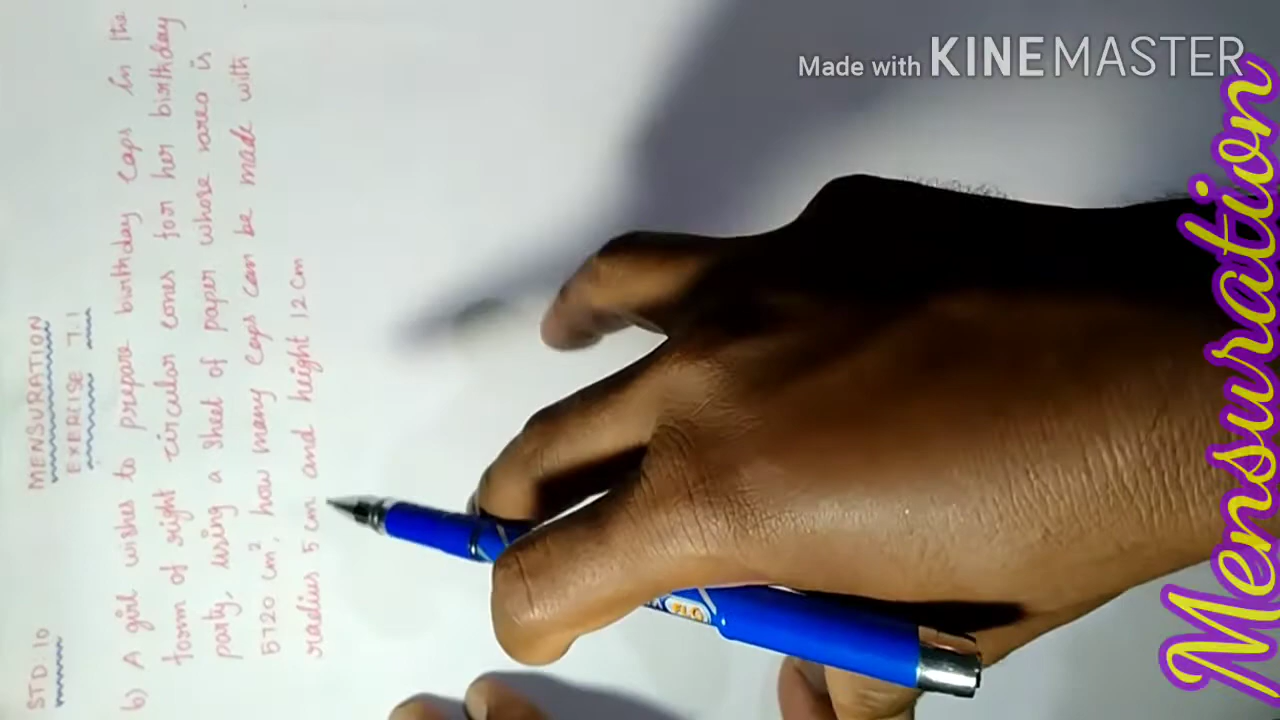 STD: 10
MENSURATION
EXERCISE 7.1
b) A girl wishes to prepare birthday caps in the
form of right circular cones for her birthday
party, using a sheet of paper whose area is
5720 cm², how many caps can be made with
radius 5 cm and height 12 cm
Made with KINEMASTER
Mensuration